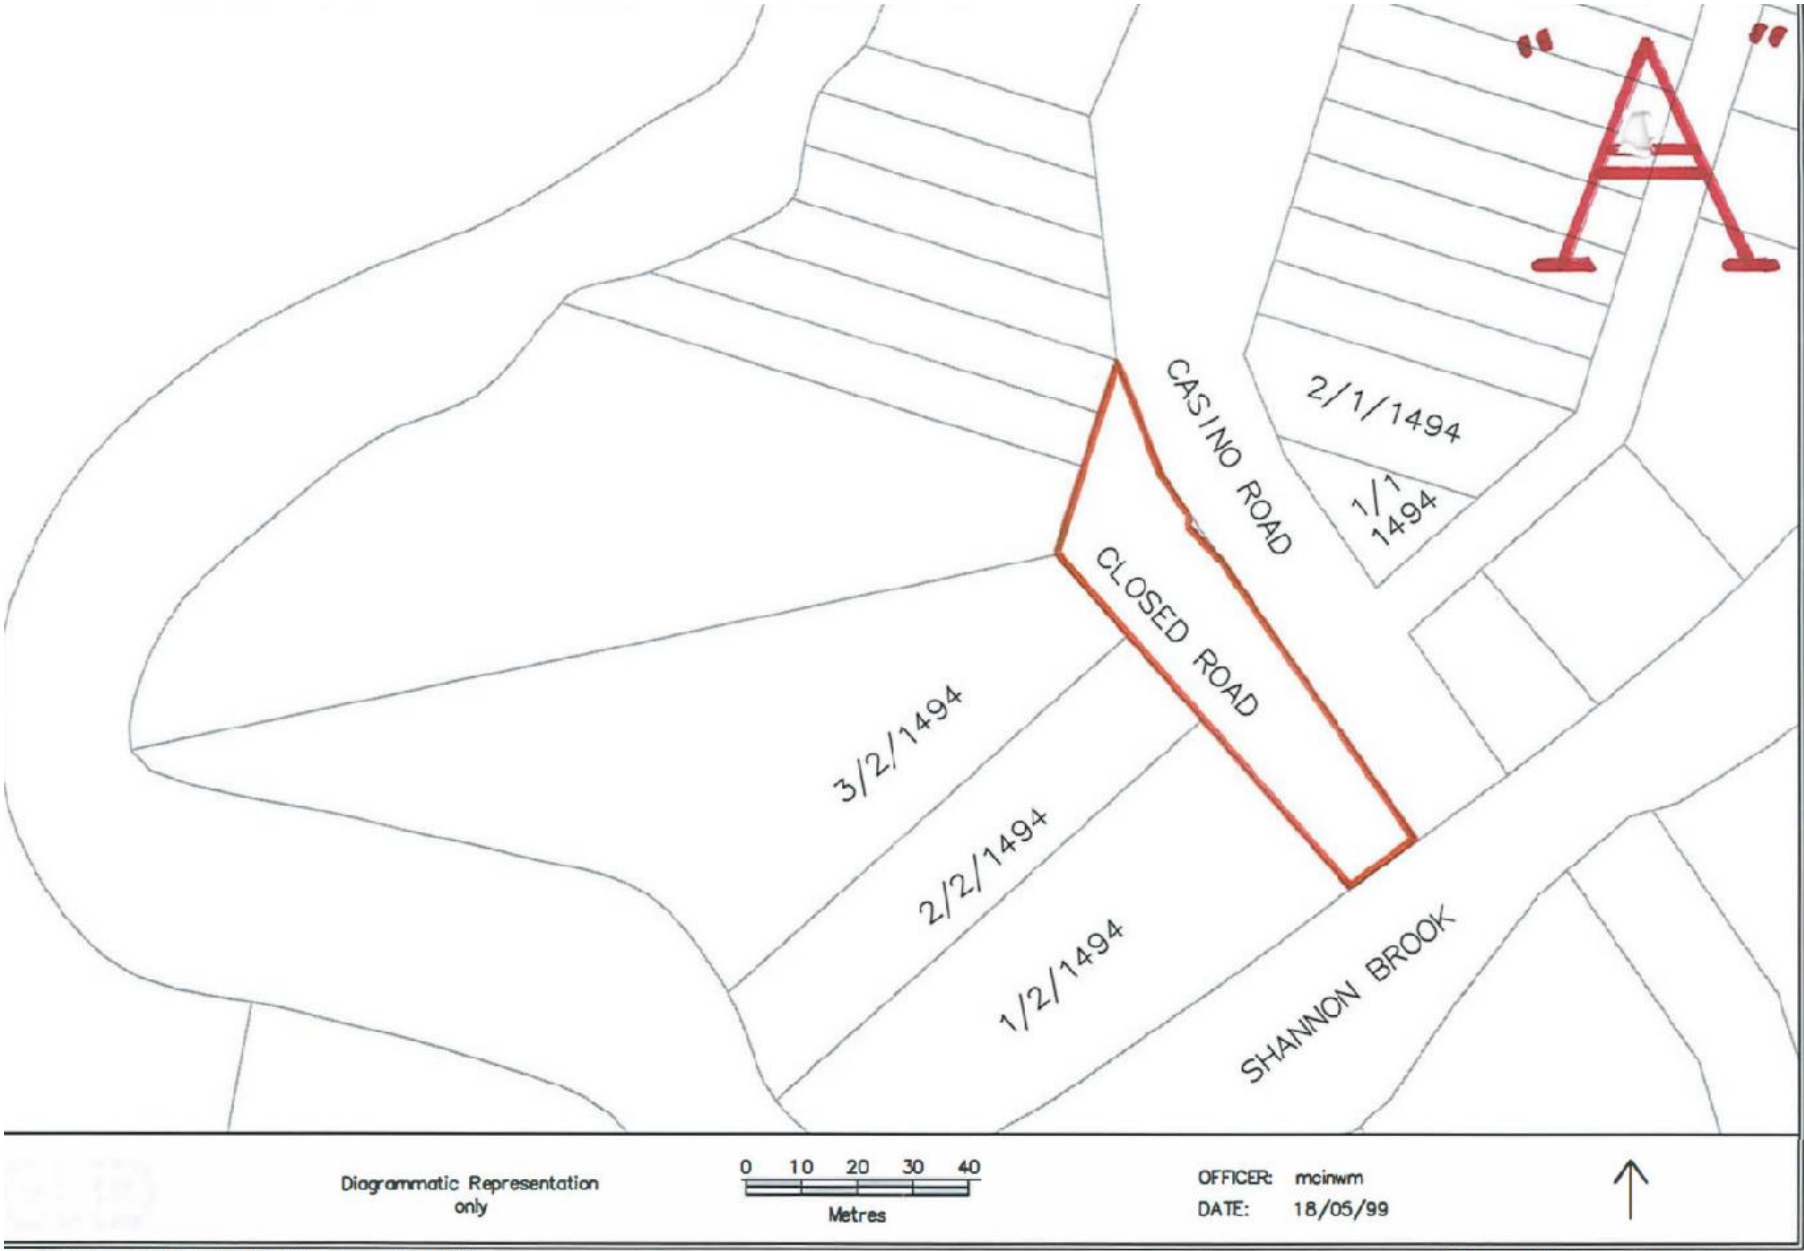 "A"
CASINO ROAD
2/1/1494
1/1
1494
CLOSED ROAD
3/2/1494
2/2/1494
1/2/1494
SHANNON BROOK
Diagrammatic Representation
only
0 10 20 30 40
Metres
OFFICER: mcinwm
DATE: 18/05/99